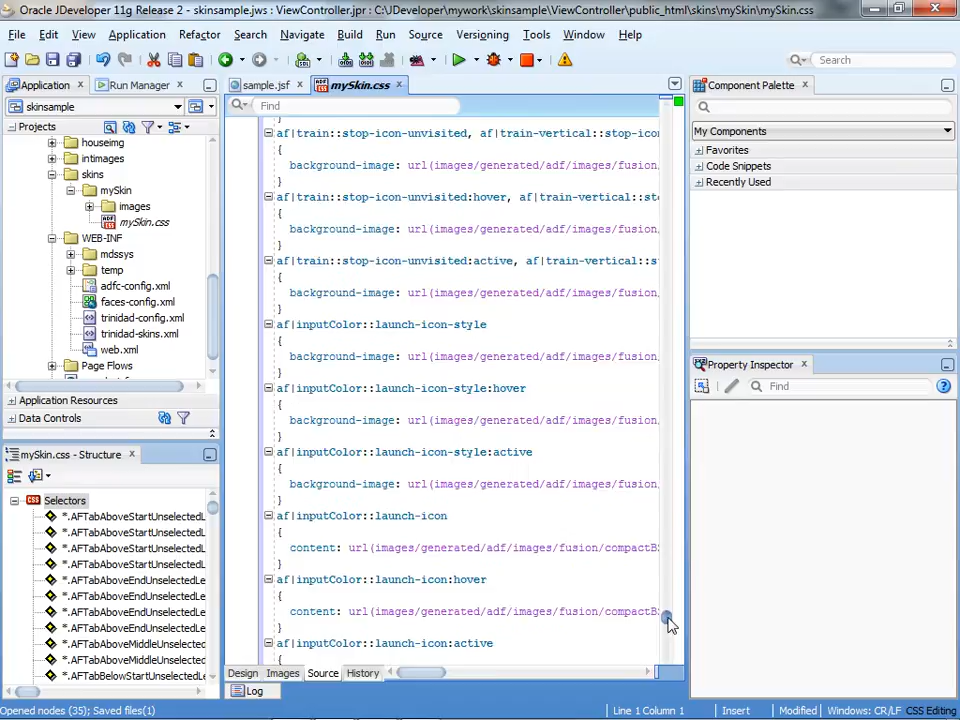 Oracle JDeveloper 11g Release 2 - skinsample.jws : ViewController.jpr : C:\JDeveloper\mywork\skinsample\ViewController\public_html\skins\mySkin\mySkin.css
File Edit View Application Refactor Search Navigate Build Run Source Versioning Tools Window Help
Search
Application Run Manager
sample.jsf mySkin.css
Component Palette
skinsample
Find
Projects
My Components
Favorites
Code Snippets
Recently Used
houseimg
intimages
skins
mySkin
images
mySkin.css
WEB-INF
mdssys
temp
adfc-config.xml
faces-config.xml
trinidad-config.xml
trinidad-skins.xml
web.xml
Page Flows
Application Resources
Data Controls
mySkin.css - Structure
Selectors
*.AFTabAboveStartUnselectedL
*.AFTabAboveStartUnselectedL
*.AFTabAboveStartUnselectedL
*.AFTabAboveEndUnselectedLe
*.AFTabAboveEndUnselectedLe
*.AFTabAboveEndUnselectedLe
*.AFTabAboveEndUnselectedLe
*.AFTabAboveEndUnselectedLe
*.AFTabAboveMiddleUnselected
*.AFTabAboveMiddleUnselected
*.AFTabBelowStartUnselectedL
}
af|train::stop-icon-unvisited, af|train-vertical::stop-icon
{
background-image: url(images/generated/adf/images/fusion/
}
af|train::stop-icon-unvisited:hover, af|train-vertical::sto
{
background-image: url(images/generated/adf/images/fusion/
}
af|train::stop-icon-unvisited:active, af|train-vertical::s
{
background-image: url(images/generated/adf/images/fusion/
}
af|inputColor::launch-icon-style
{
background-image: url(images/generated/adf/images/fusion/
}
af|inputColor::launch-icon-style:hover
{
background-image: url(images/generated/adf/images/fusion/
}
af|inputColor::launch-icon-style:active
{
background-image: url(images/generated/adf/images/fusion/
}
af|inputColor::launch-icon
{
content: url(images/generated/adf/images/fusion/compactB
}
af|inputColor::launch-icon:hover
{
content: url(images/generated/adf/images/fusion/compactB
}
af|inputColor::launch-icon:active
{
Design Images Source History
Log
Property Inspector
Find
Opened nodes (35); Saved files(1)
Line 1 Column 1 Insert Modified Windows: CR/LF CSS Editing